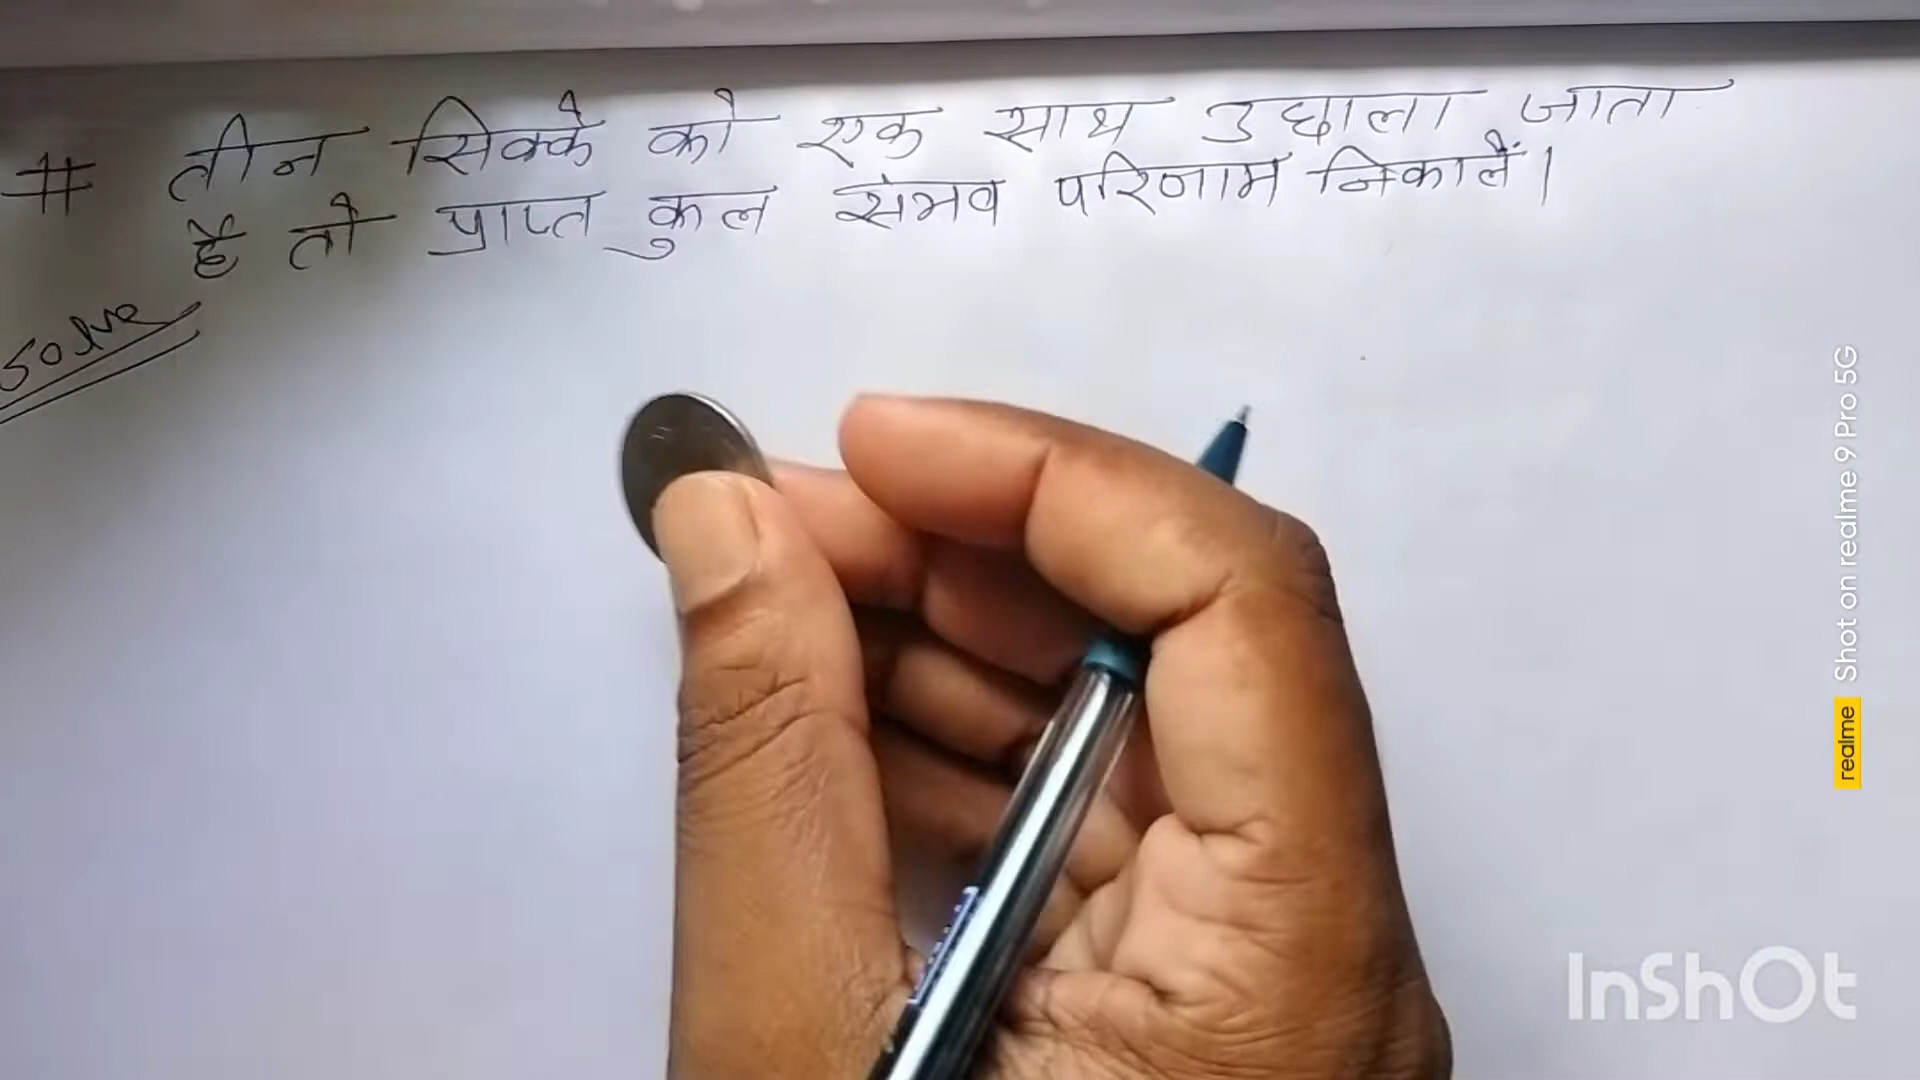 # तीन सिक्के को एक साथ उछाला जाता
है तो प्राप्त कुल संभव परिणाम निकालें।
Solve
realme Shot on realme 9 Pro 5G
InShOt